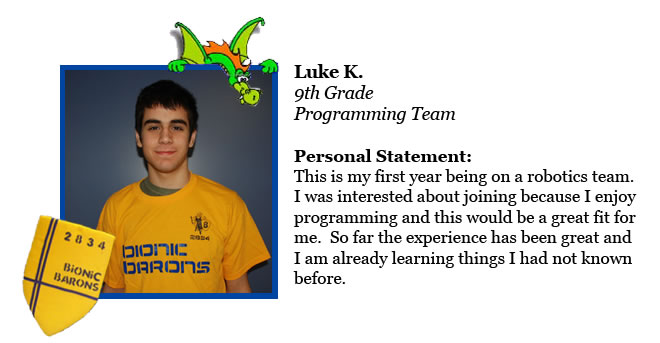 Luke K.
9th Grade
Programming Team
Personal Statement:
This is my first year being on a robotics team.
I was interested about joining because I enjoy
programming and this would be a great fit for
me.  So far the experience has been great and
I am already learning things I had not known
before.
2834
BIONIC
BARONS
2834
BiONiC
BARONS